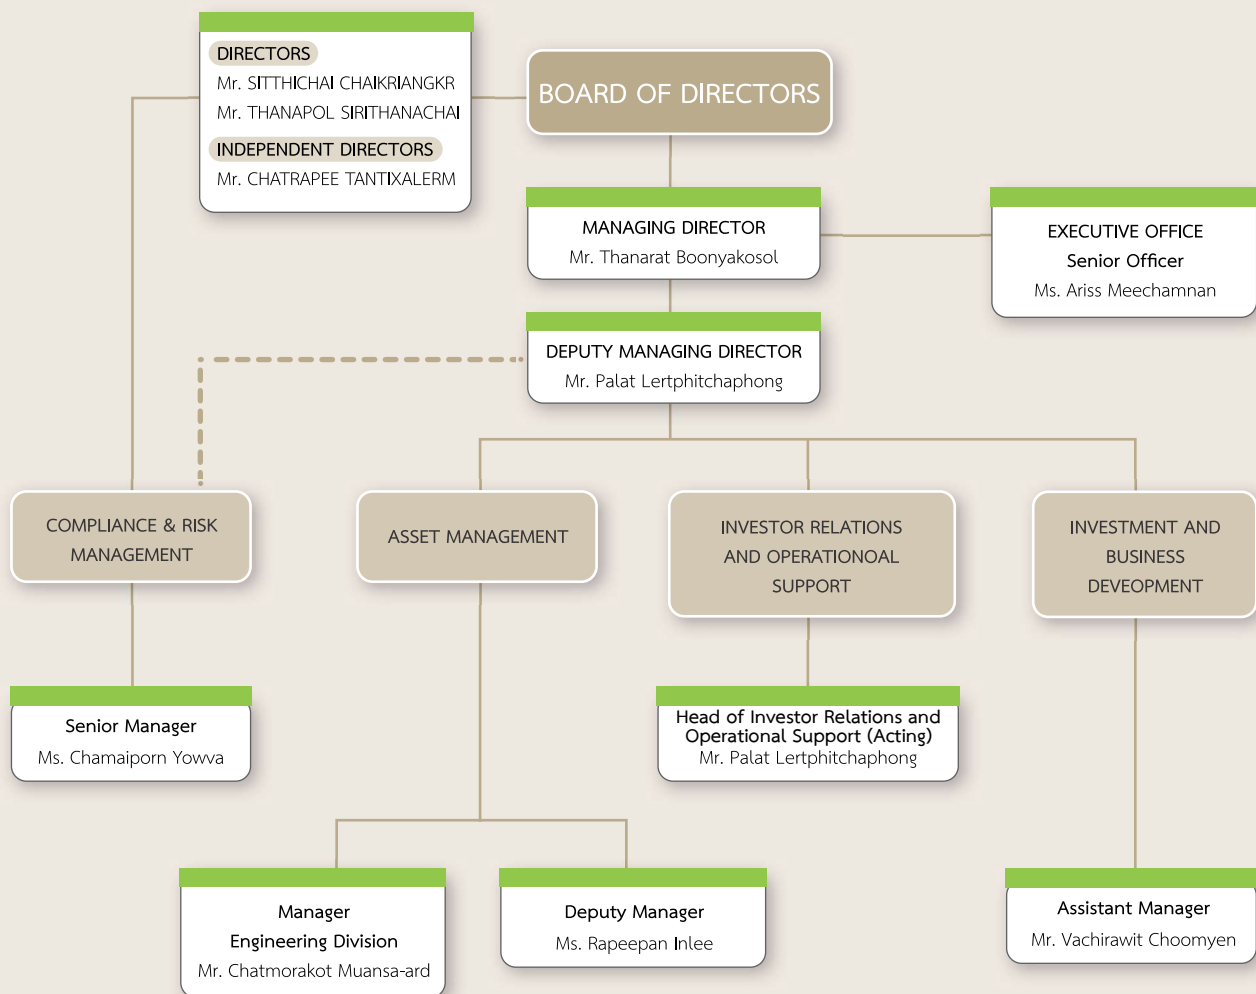 DIRECTORS
Mr. SITTHICHAI CHAIKRIANGKR
Mr. THANAPOL SIRITHANACHAI
INDEPENDENT DIRECTORS
Mr. CHATRAPEE TANTIXALERM
BOARD OF DIRECTORS
MANAGING DIRECTOR
Mr. Thanarat Boonyakosol
EXECUTIVE OFFICE
Senior Officer
Ms. Ariss Meechamnan
DEPUTY MANAGING DIRECTOR
Mr. Palat Lertphitchaphong
COMPLIANCE & RISK
MANAGEMENT
ASSET MANAGEMENT
INVESTOR RELATIONS
AND OPERATIONOAL
SUPPORT
INVESTMENT AND
BUSINESS
DEVEOPMENT
Senior Manager
Ms. Chamaiporn Yowva
Head of Investor Relations and
Operational Support (Acting)
Mr. Palat Lertphitchaphong
Manager
Engineering Division
Mr. Chatmorakot Muansa-ard
Deputy Manager
Ms. Rapeepan Inlee
Assistant Manager
Mr. Vachirawit Choomyen